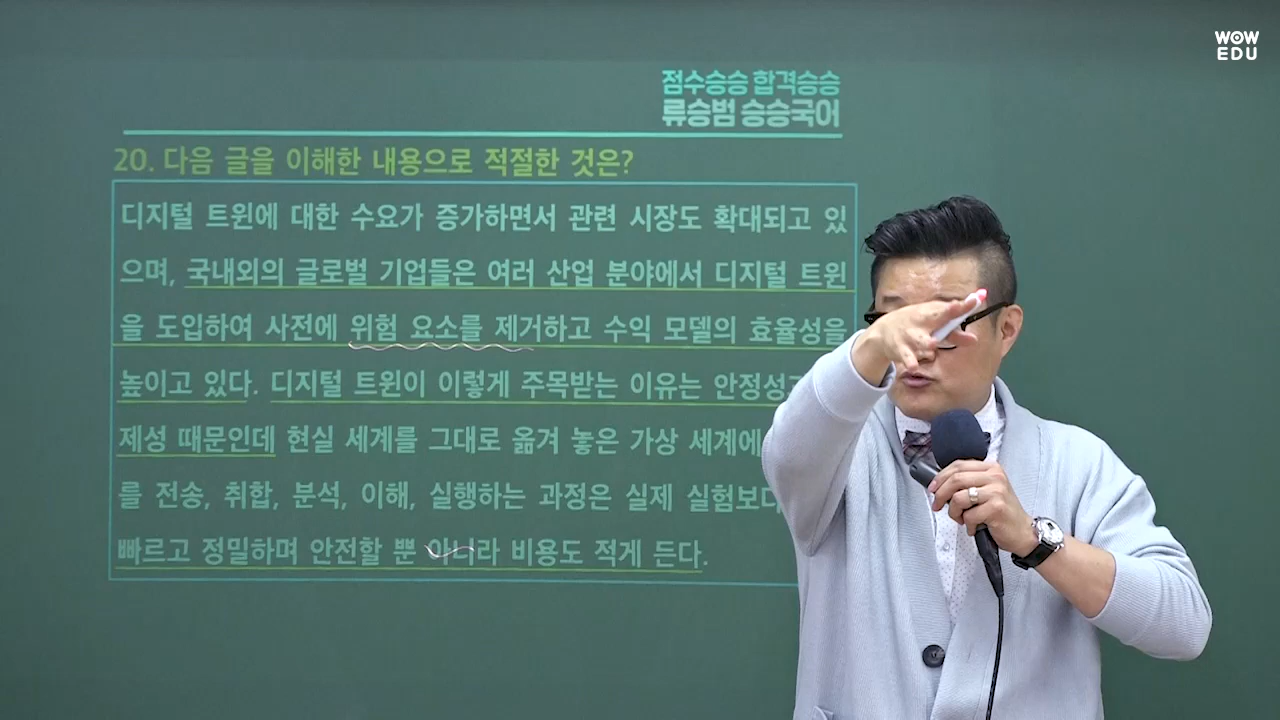 WOW
EDU
점수승승 합격승승
류승범 승승국어
20. 다음 글을 이해한 내용으로 적절한 것은?
디지털 트윈에 대한 수요가 증가하면서 관련 시장도 확대되고 있
으며, 국내외의 글로벌 기업들은 여러 산업 분야에서 디지털 트윈
을 도입하여 사전에 위험 요소를 제거하고 수익 모델의 효율성을
높이고 있다. 디지털 트윈이 이렇게 주목받는 이유는
제성 때문인데 현실 세계를 그대로 옮겨 놓은 가상 세계에
를 전송, 취합, 분석, 이해, 실행하는 과정은 실제
빠르고 정밀하며 안전할 뿐 아니라 비용도 적게 든다.